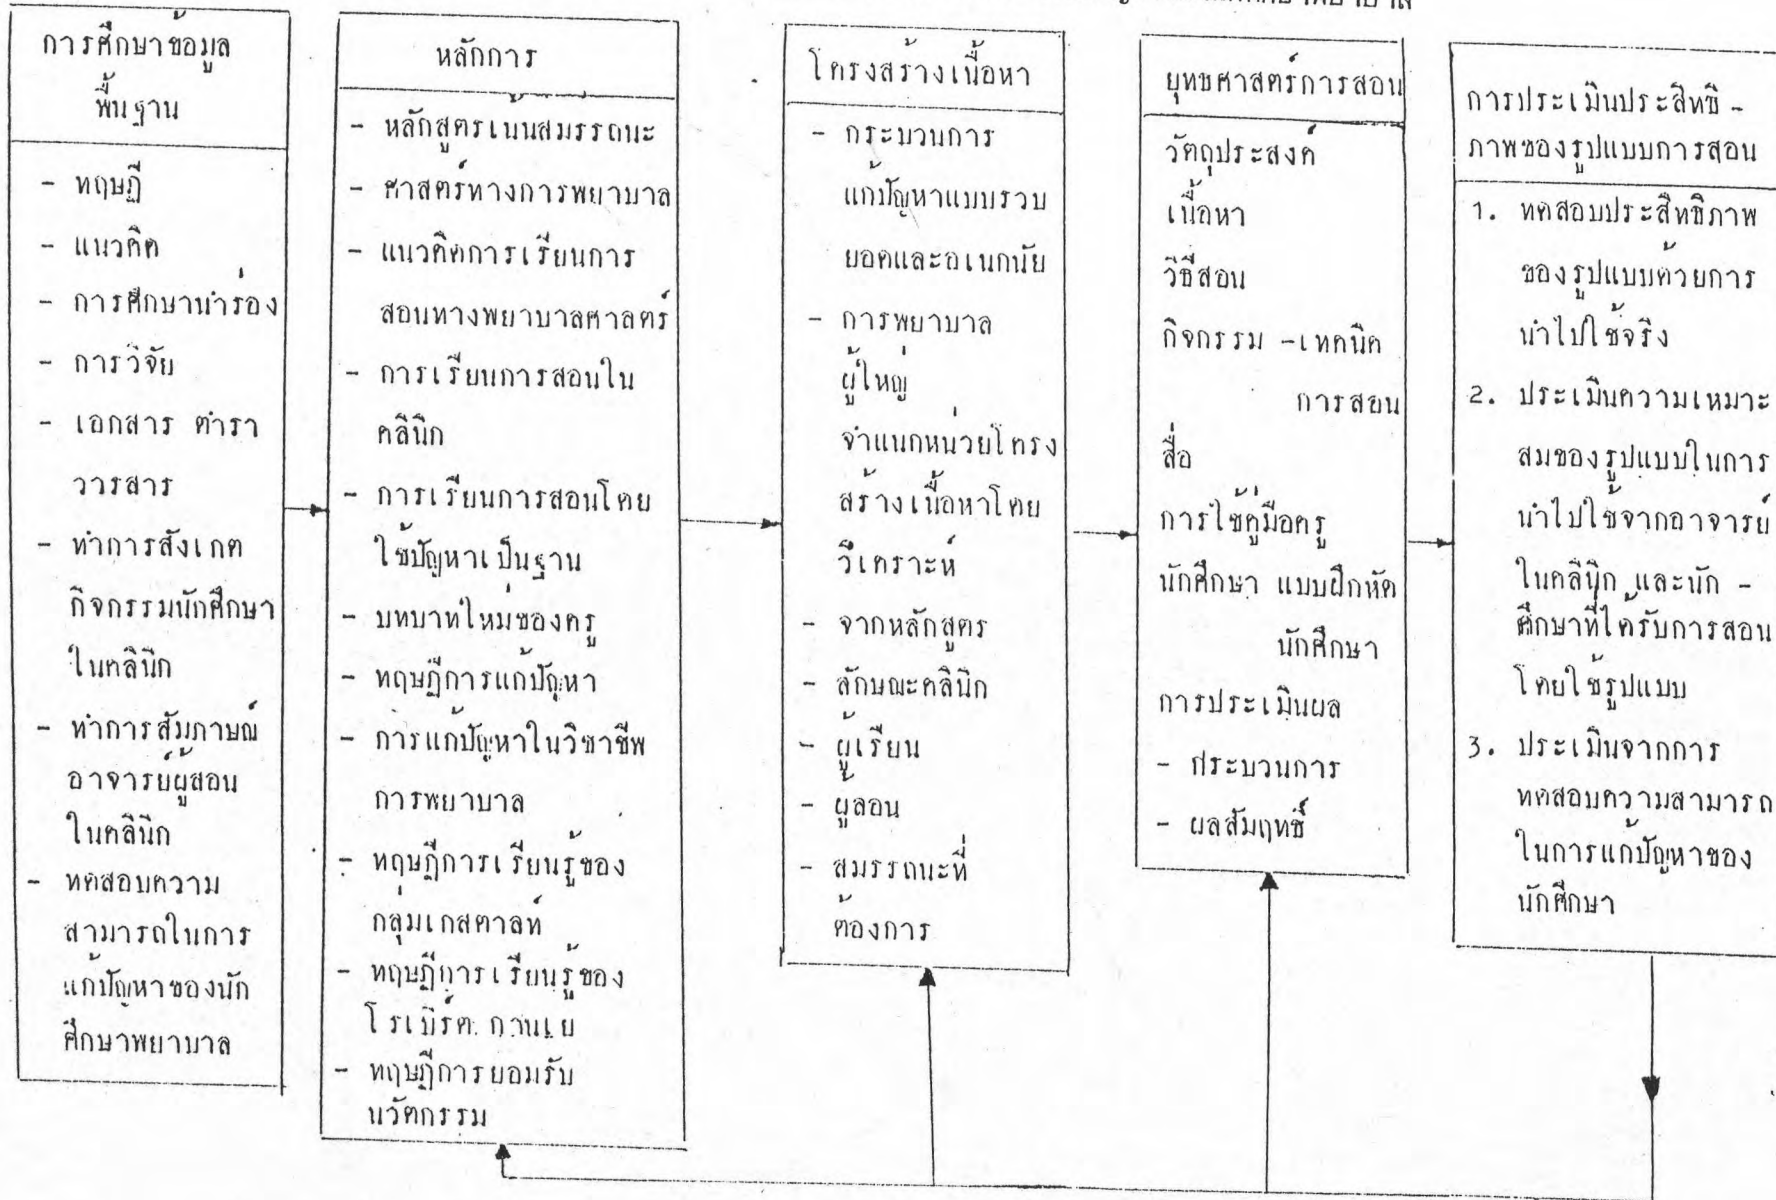 การศึกษาข้อมูล
พื้นฐาน
- ทฤษฎี
- แนวคิด
- การศึกษานำร่อง
- การวิจัย
- เอกสาร ตำรา
วารสาร
- ทำการสังเกต
กิจกรรมนักศึกษา
ในคลินิก
- ทำการสัมภาษณ์
อาจารย์ผู้สอน
ในคลินิก
- ทดสอบความ
สามารถในการ
แก้ปัญหาของนัก
ศึกษาพยาบาล
หลักการ
- หลักสูตรเน้นสมรรถนะ
- ศาสตร์ทางการพยาบาล
- แนวคิดการเรียนการ
สอนทางพยาบาลศาสตร์
- การเรียนการสอนใน
คลินิก
- การเรียนการสอนโดย
ใช้ปัญหาเป็นฐาน
- บทบาทใหม่ของครู
- ทฤษฎีการแก้ปัญหา
- การแก้ปัญหาในวิชาชีพ
การพยาบาล
- ทฤษฎีการเรียนรู้ของ
กลุ่มเกสตาลท์
- ทฤษฎีการเรียนรู้ของ
โรเบิร์ต กานเย
- ทฤษฎีการยอมรับ
นวัตกรรม
โครงสร้างเนื้อหา
- กระบวนการ
แก้ปัญหาแบบรวบ
ยอดและอเนกนัย
- การพยาบาล
ผู้ใหญ่
จำแนกหน่วยโครง
สร้างเนื้อหาโดย
วิเคราะห์
- จากหลักสูตร
- ลักษณะคลินิก
- ผู้เรียน
- ผู้สอน
- สมรรถนะที่
ต้องการ
ยุทธศาสตร์การสอน
วัตถุประสงค์
เนื้อหา
วิธีสอน
กิจกรรม -เทคนิค
การสอน
สื่อ
การใช้คู่มือครู
นักศึกษา แบบฝึกหัด
นักศึกษา
การประเมินผล
- กระบวนการ
- ผลสัมฤทธิ์
การประเมินประสิทธิ -
ภาพของรูปแบบการสอน
1. ทดสอบประสิทธิภาพ
ของรูปแบบด้วยการ
นำไปใช้จริง
2. ประเมินความเหมาะ
สมของรูปแบบในการ
นำไปใช้จากอาจารย์
ในคลินิก และนัก -
ศึกษาที่ได้รับการสอน
โดยใช้รูปแบบ
3. ประเมินจากการ
ทดสอบความสามารถ
ในการแก้ปัญหาของ
นักศึกษา